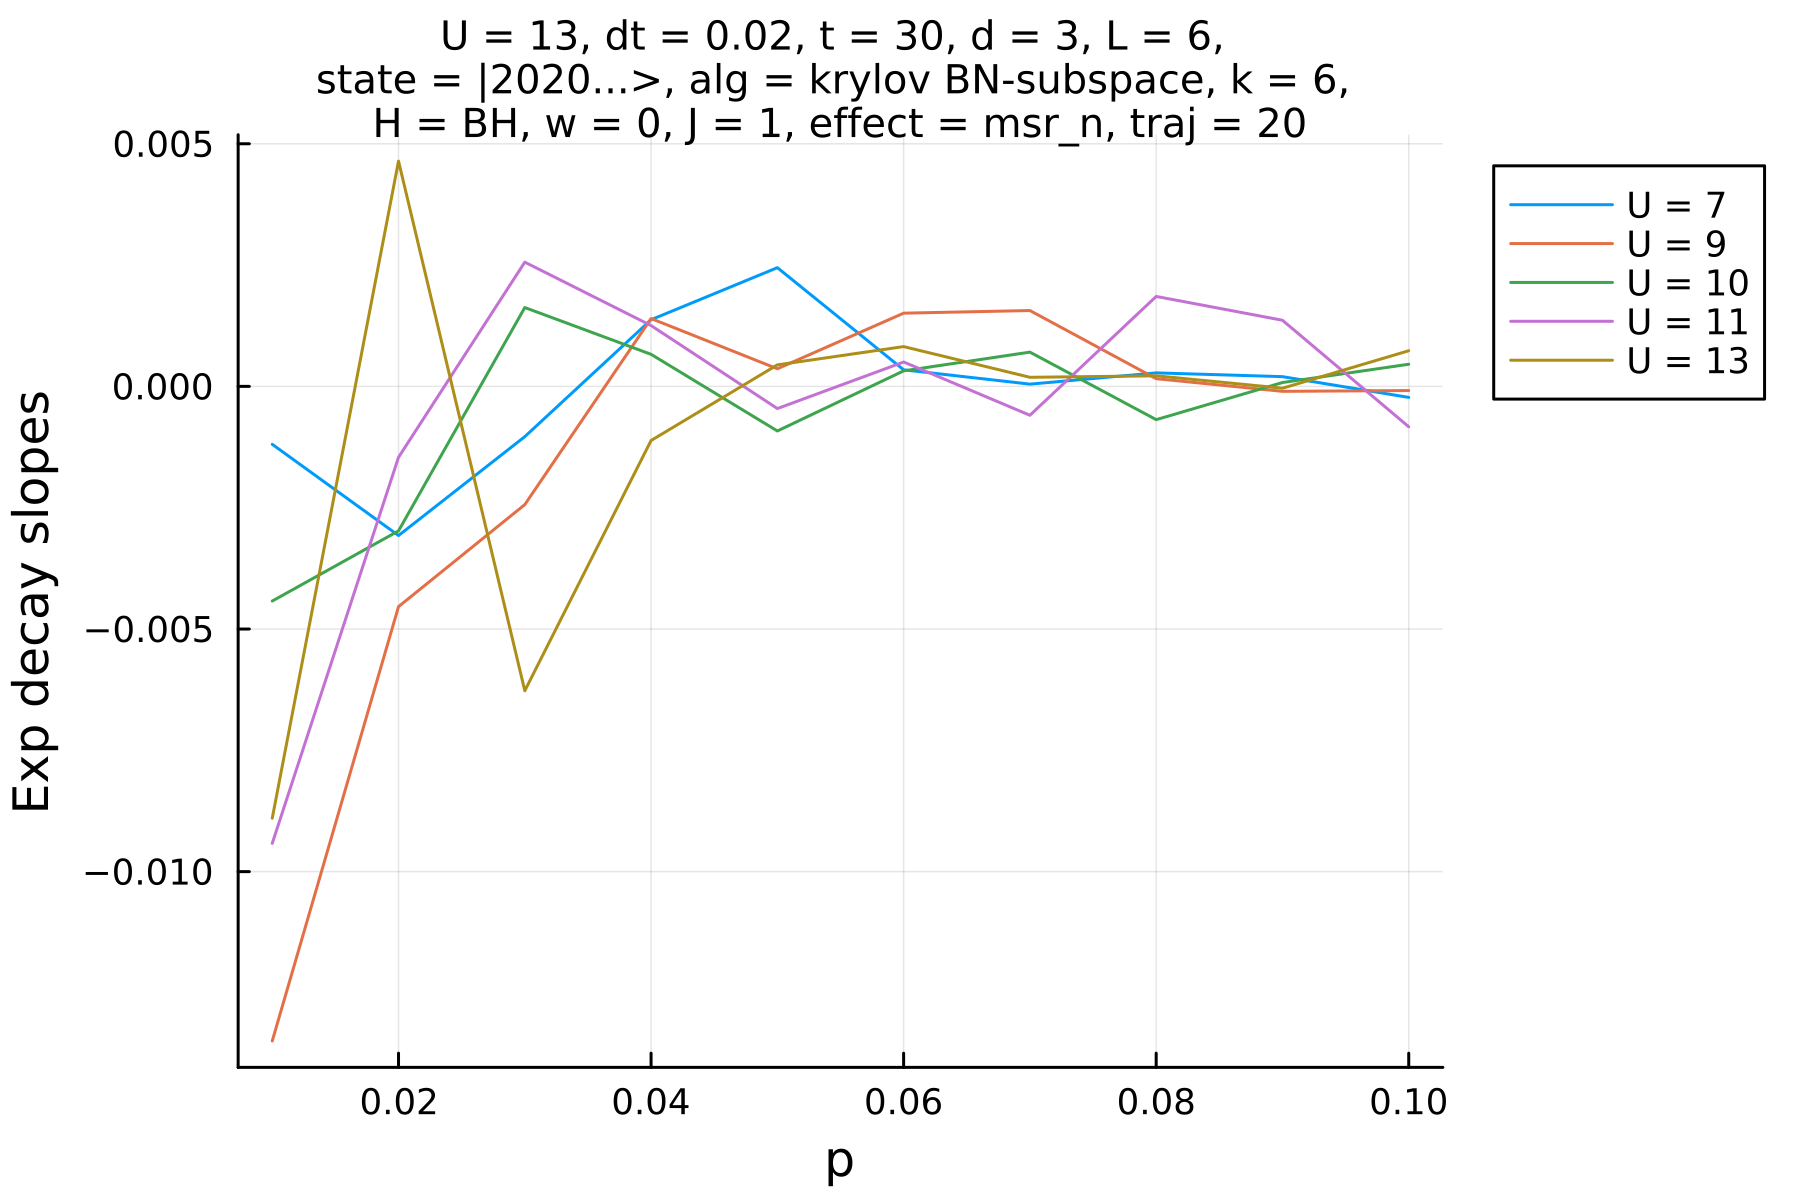 U = 13, dt = 0.02, t = 30, d = 3, L = 6,
state = |2020...>, alg = krylov BN-subspace, k = 6,
H = BH, w = 0, J = 1, effect = msr_n, traj = 20
0.005
0.000
−0.005
−0.010
Exp decay slopes
0.02
0.04
0.06
0.08
0.10
p
U = 7
U = 9
U = 10
U = 11
U = 13